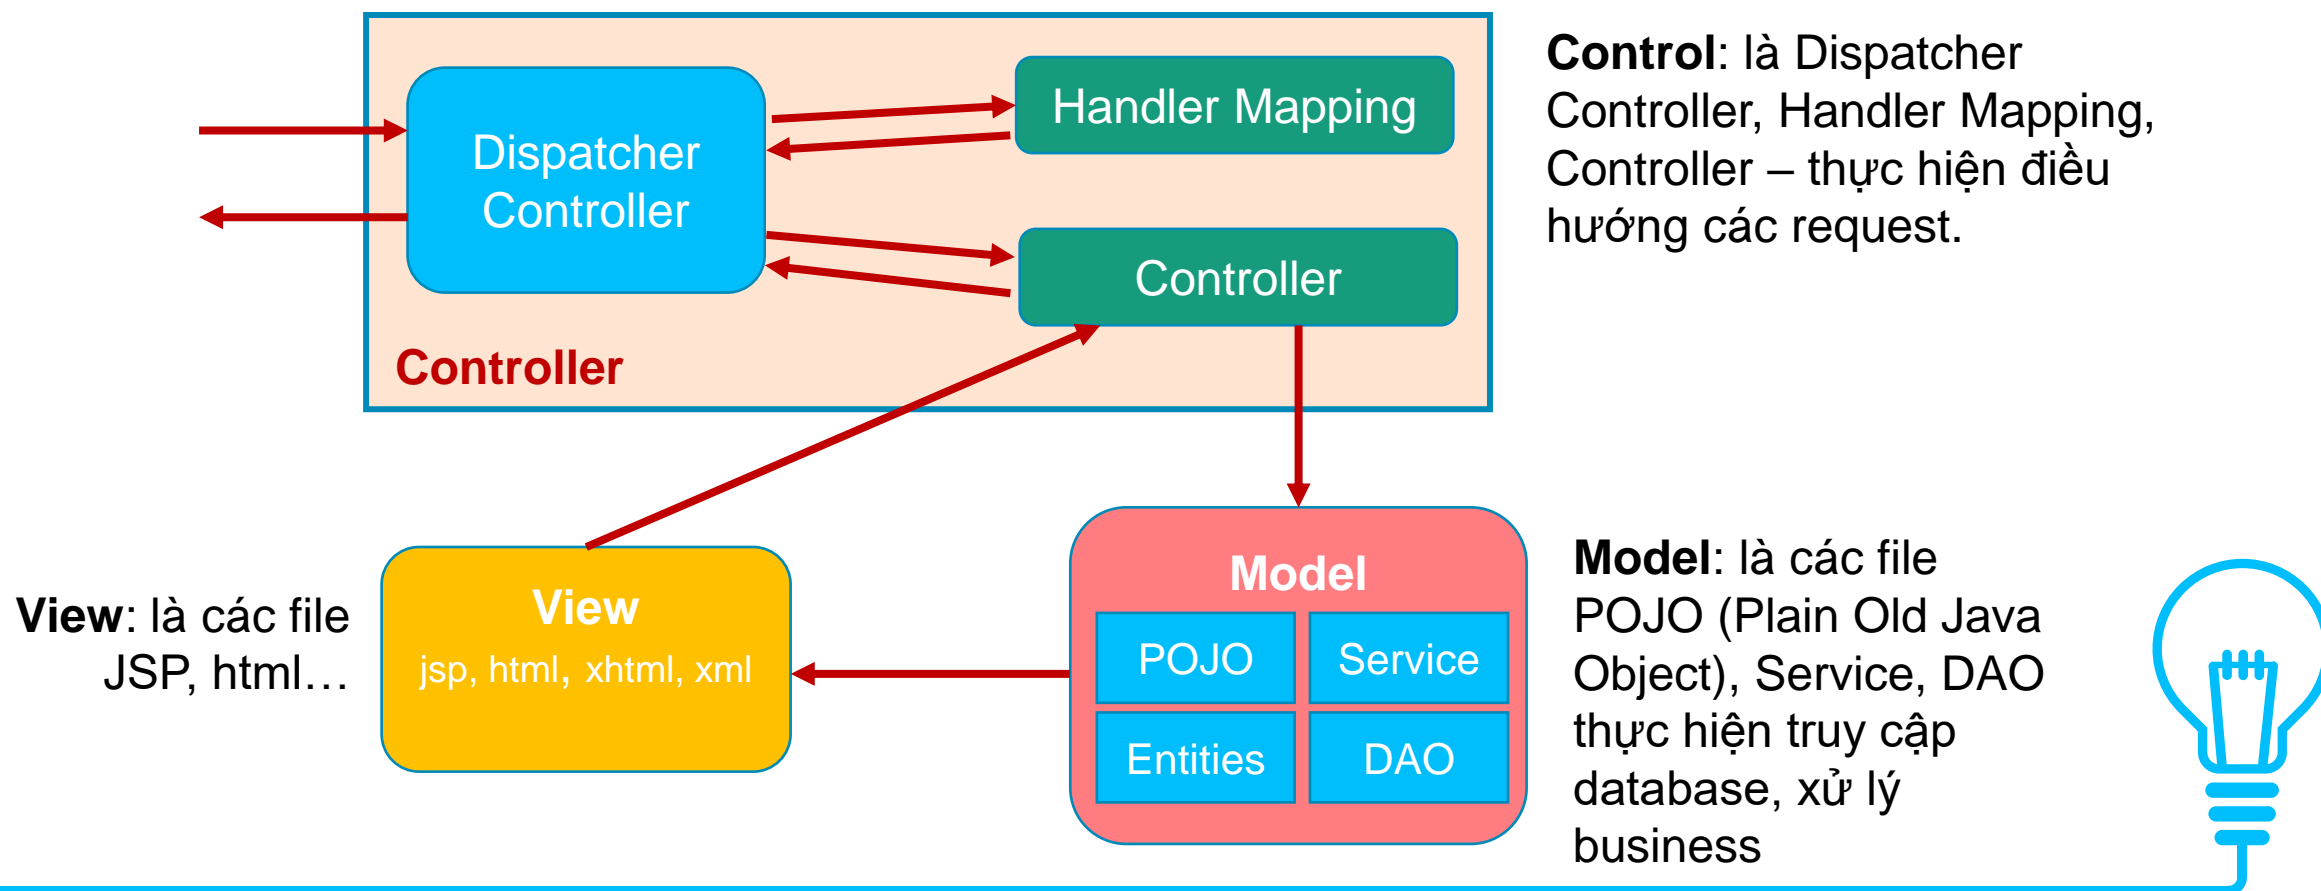 Dispatcher
Controller
Handler Mapping
Controller
Controller
Control: là Dispatcher
Controller, Handler Mapping,
Controller – thực hiện điều
hướng các request.
View: là các file
JSP, html…
View
jsp, html, xhtml, xml
Model
POJO
Service
Entities
DAO
Model: là các file
POJO (Plain Old Java
Object), Service, DAO
thực hiện truy cập
database, xử lý
business